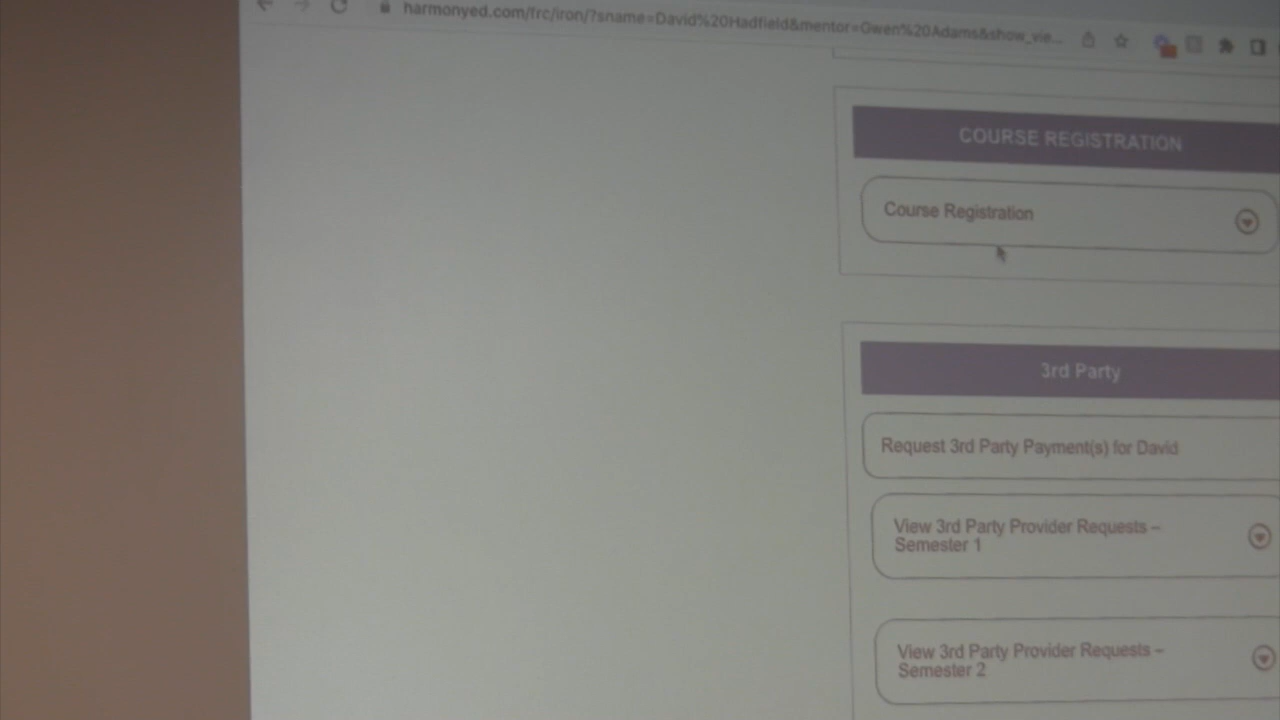 harmonyed.com/frc/iron/?sname=David%20Hadfield&mentor=Gwen%20Adams&show_vie...
COURSE REGISTRATION
Course Registration
3rd Party
Request 3rd Party Payment(s) for David
View 3rd Party Provider Requests –
Semester 1
View 3rd Party Provider Requests –
Semester 2